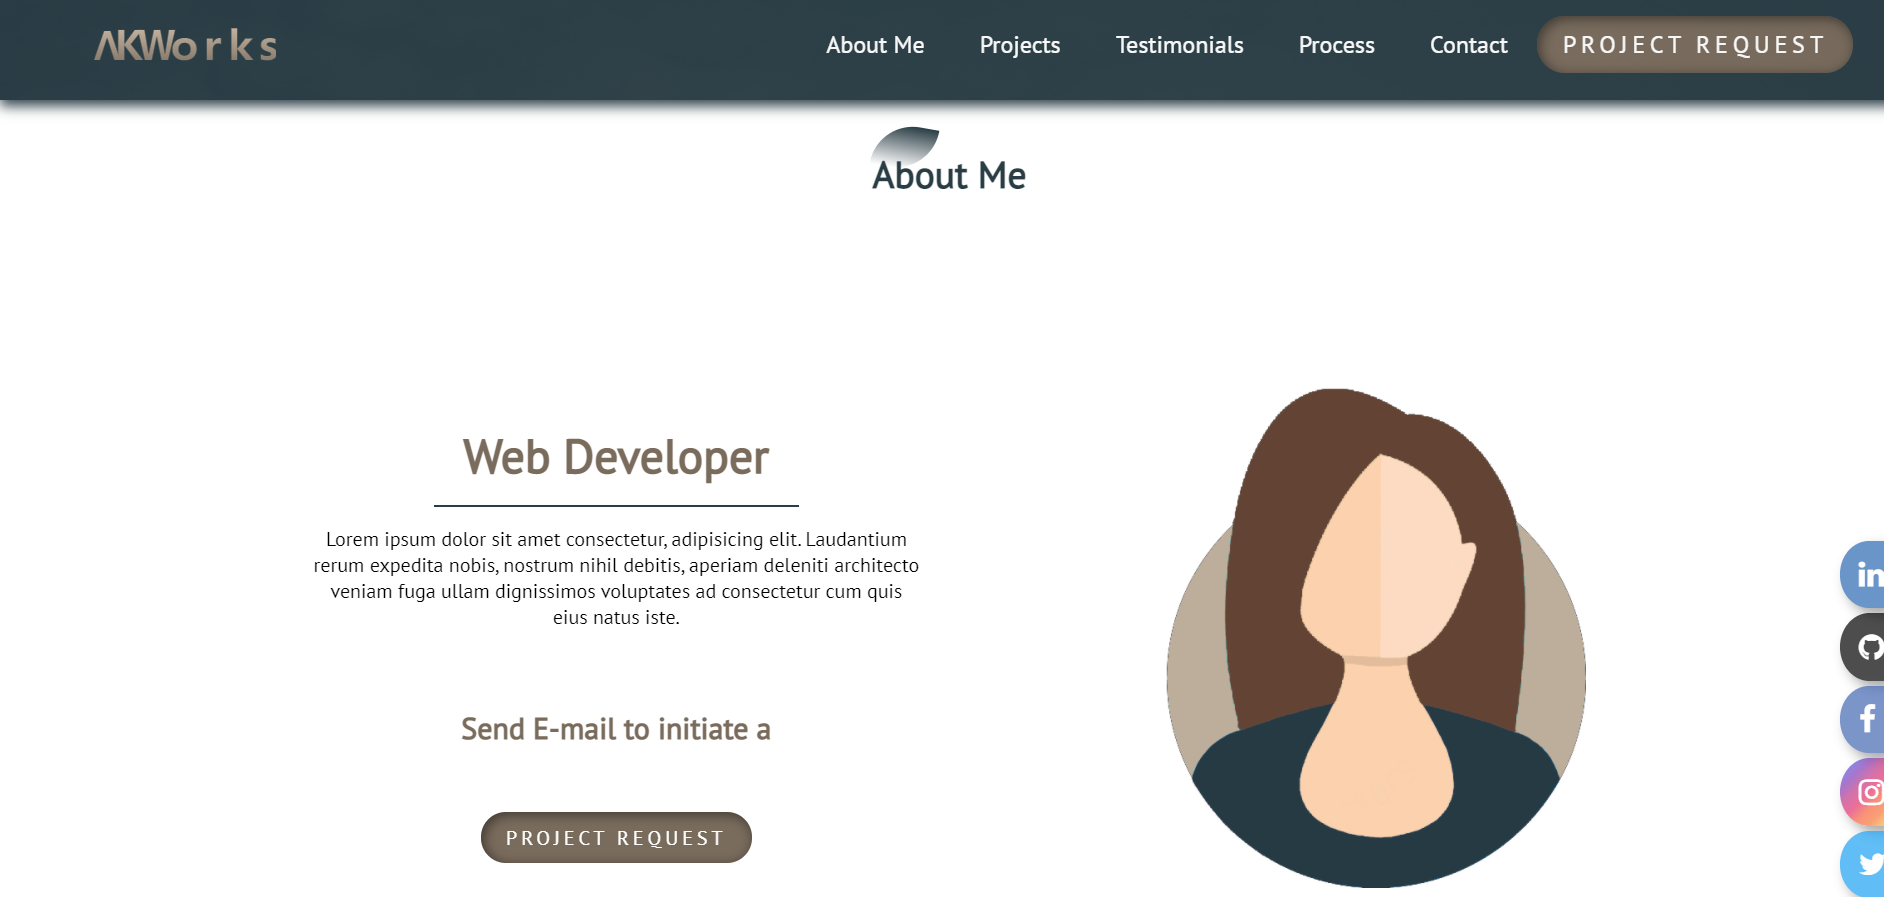 AKWorks
About Me
Projects
Testimonials
Process
Contact
PROJECT REQUEST
About Me
Web Developer
Lorem ipsum dolor sit amet consectetur, adipisicing elit. Laudantium
rerum expedita nobis, nostrum nihil debitis, aperiam deleniti architecto
veniam fuga ullam dignissimos voluptates ad consectetur cum quis
eius natus iste.
Send E-mail to initiate a
PROJECT REQUEST
in